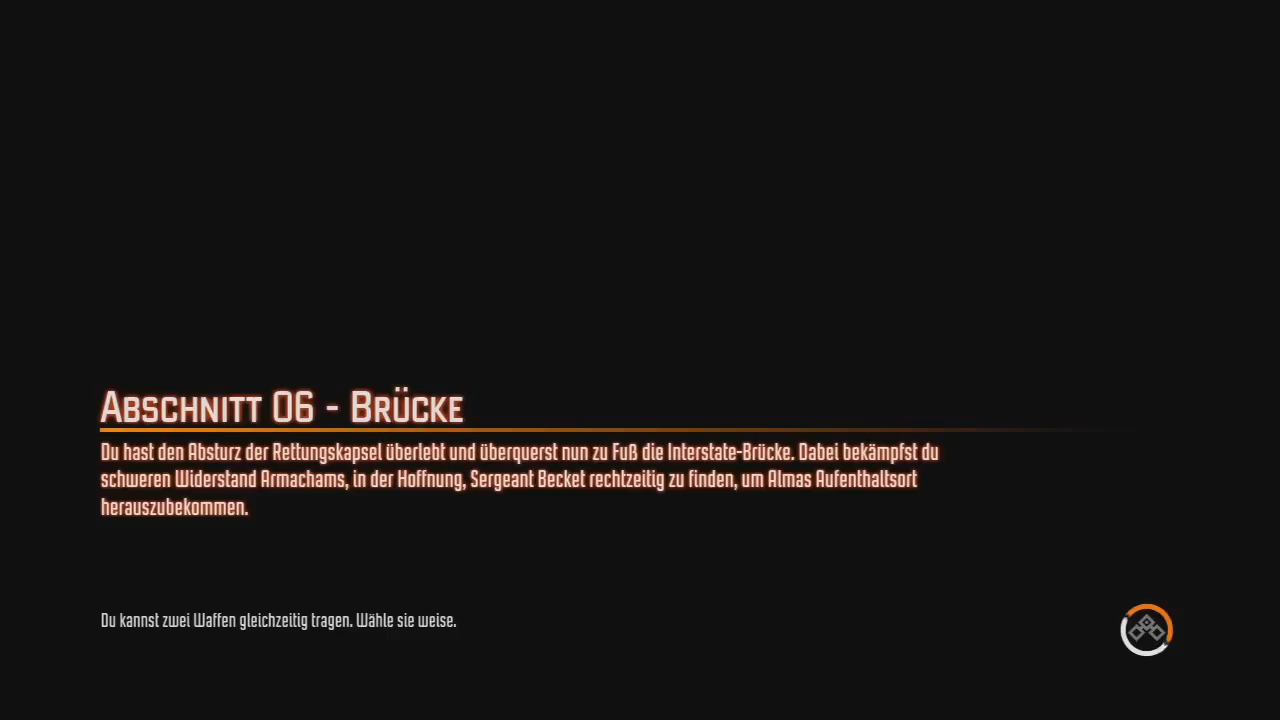 Abschnitt 06 - Brücke
Du hast den Absturz der Rettungskapsel überlebt und überquerst nun zu Fuß die Interstate-Brücke. Dabei bekämpfst du
schweren Widerstand Armachams, in der Hoffnung, Sergeant Becket rechtzeitig zu finden, um Almas Aufenthaltsort
herauszubekommen.
Du kannst zwei Waffen gleichzeitig tragen. Wähle sie weise.